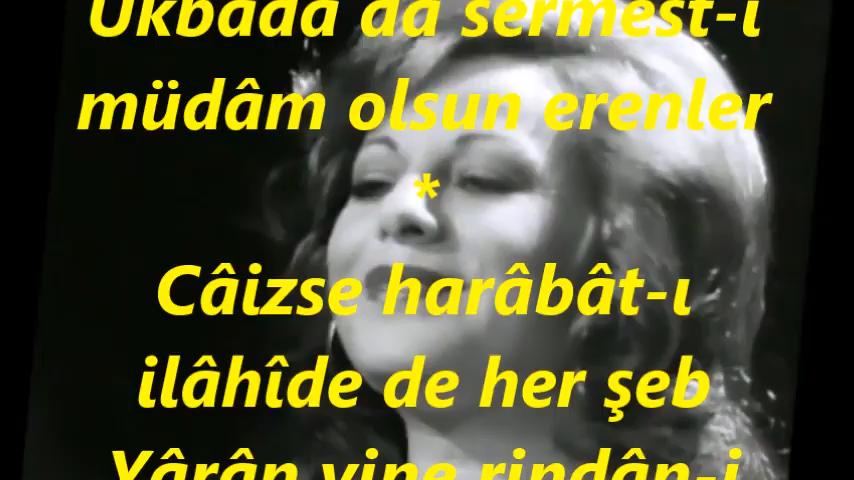 Ukbâda da sermest-i
müdâm olsun erenler
*
Câizse harâbât-ı
ilâhîde de her şeb
Yârân yine rindân-i